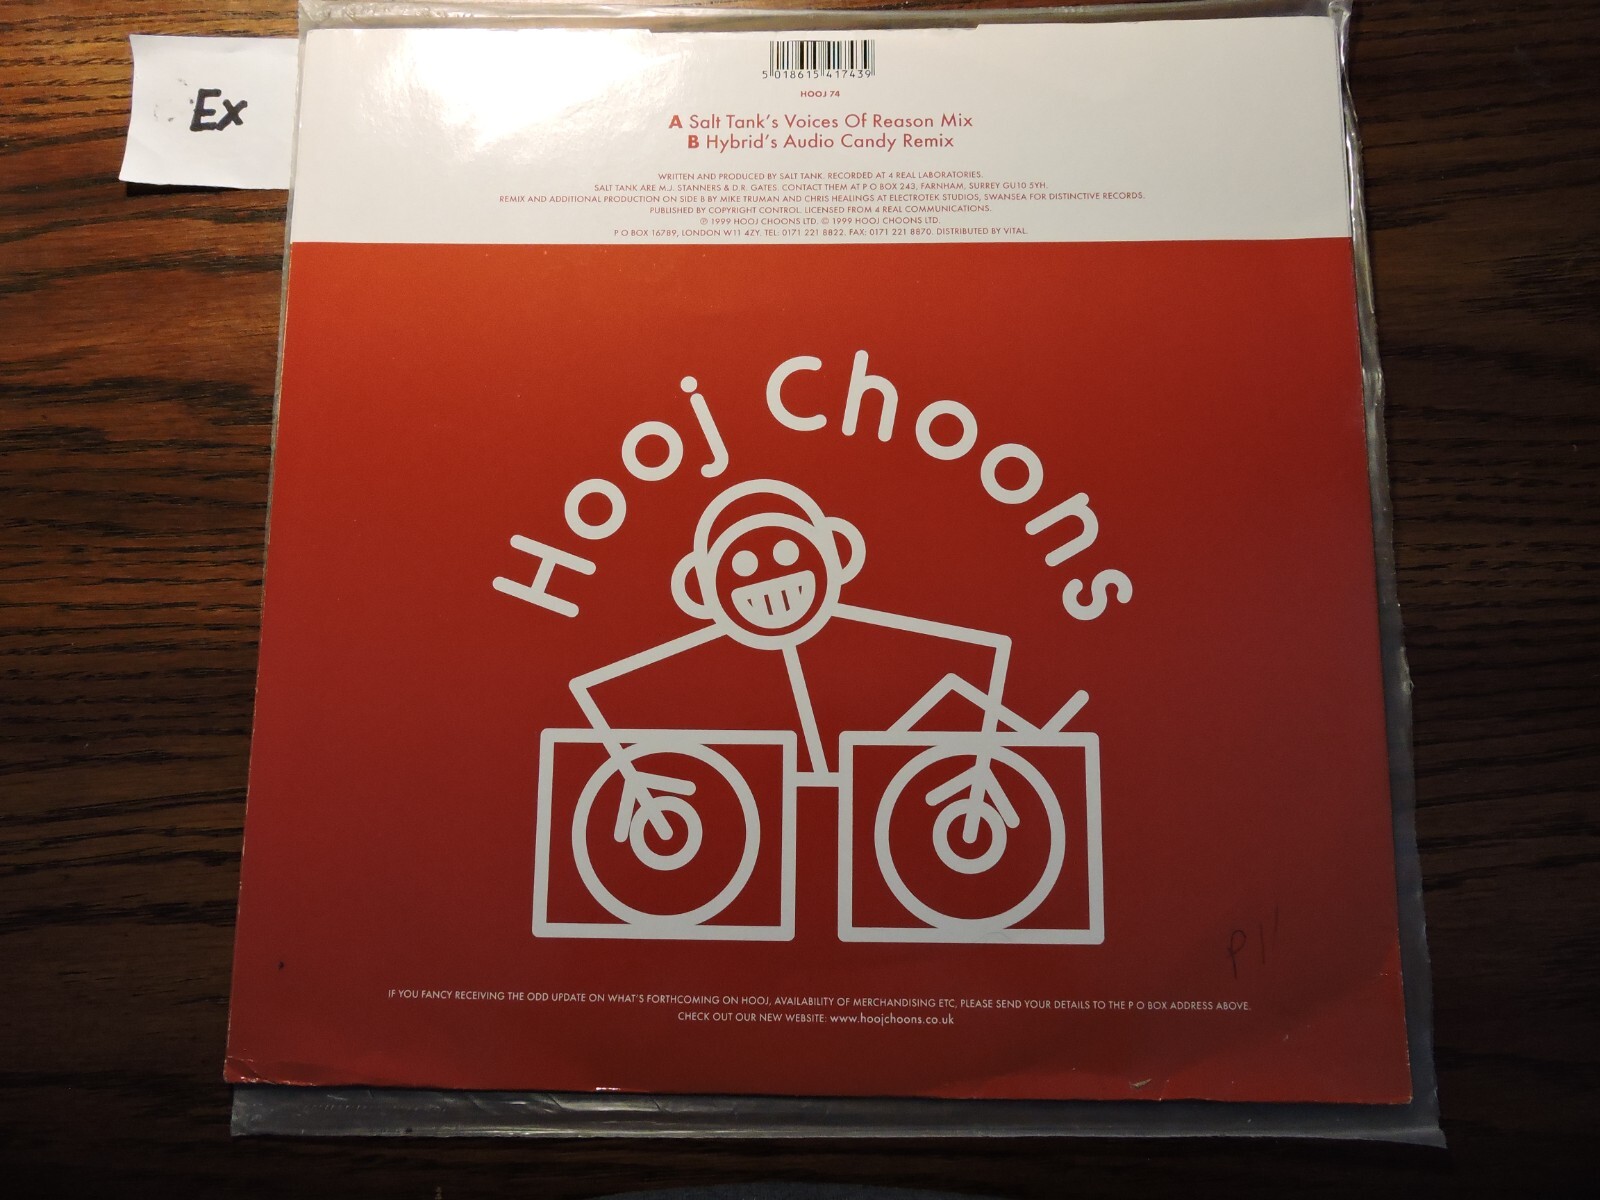 Ex
5 018615 417439
HOOJ 74
A Salt Tank's Voices Of Reason Mix
B Hybrid's Audio Candy Remix
WRITTEN AND PRODUCED BY SALT TANK. RECORDED AT 4 REAL LABORATORIES.
SALT TANK ARE M.J. STANNERS & D.R. GATES. CONTACT THEM AT P O BOX 243, FARNHAM, SURREY GU10 5YH.
REMIX AND ADDITIONAL PRODUCTION ON SIDE B BY MIKE TRUMAN AND CHRIS HEALINGS AT ELECTROTEK STUDIOS, SWANSEA FOR DISTINCTIVE RECORDS.
PUBLISHED BY COPYRIGHT CONTROL. LICENSED FROM 4 REAL COMMUNICATIONS.
℗ 1999 HOOJ CHOONS LTD. © 1999 HOOJ CHOONS LTD.
P O BOX 16789, LONDON W11 4ZY. TEL: 0171 221 8822. FAX: 0171 221 8870. DISTRIBUTED BY VITAL.
Hooj Choons
P1'
IF YOU FANCY RECEIVING THE ODD UPDATE ON WHAT'S FORTHCOMING ON HOOJ, AVAILABILITY OF MERCHANDISING ETC, PLEASE SEND YOUR DETAILS TO THE P O BOX ADDRESS ABOVE.
CHECK OUT OUR NEW WEBSITE: www.hoojchoons.co.uk